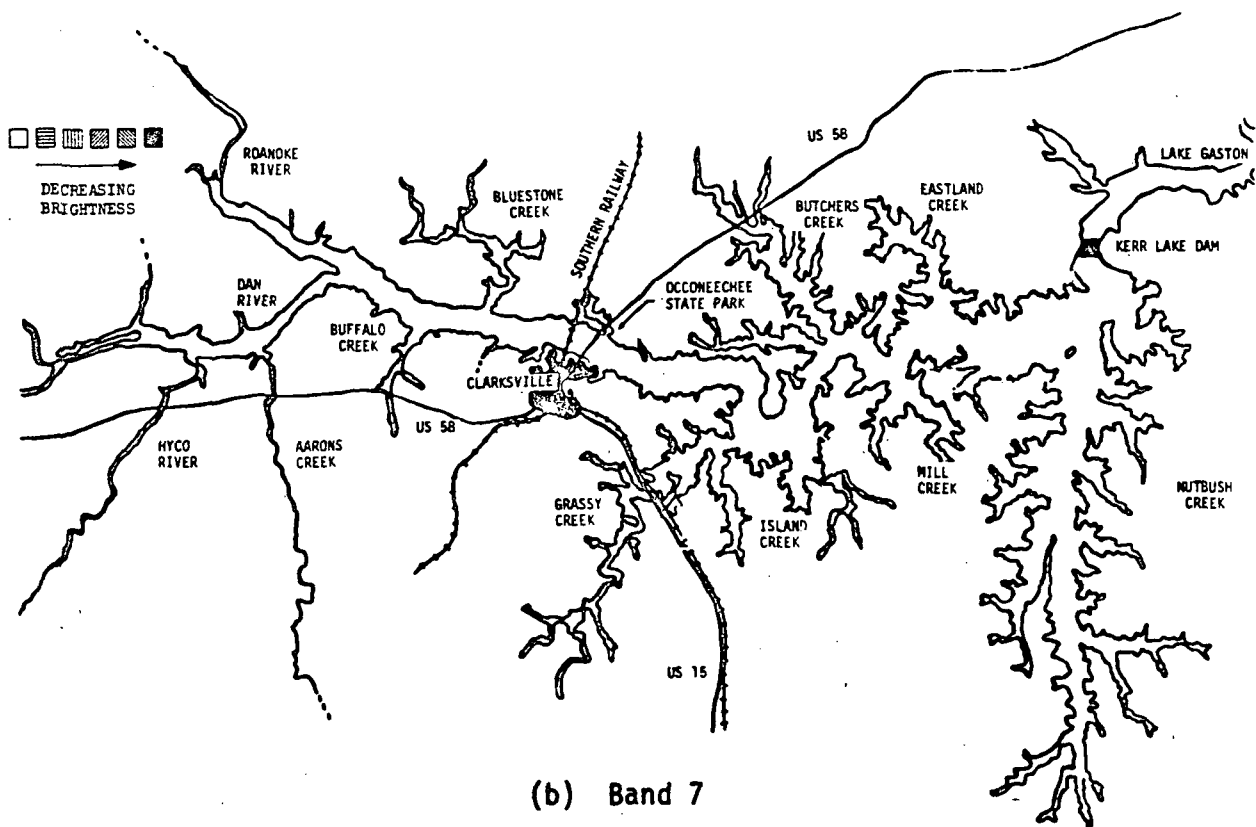 US 58
ROANOKE
RIVER
DECREASING
BRIGHTNESS
BLUESTONE
CREEK
SOUTHERN RAILWAY
BUTCHERS
CREEK
EASTLAND
CREEK
LAKE GASTON
KERR LAKE DAM
OCCONEECHEE
STATE PARK
DAN
RIVER
BUFFALO
CREEK
CLARKSVILLE
US 58
HYCO
RIVER
AARONS
CREEK
GRASSY
CREEK
ISLAND
CREEK
MILL
CREEK
NUTBUSH
CREEK
US 15
(b) Band 7